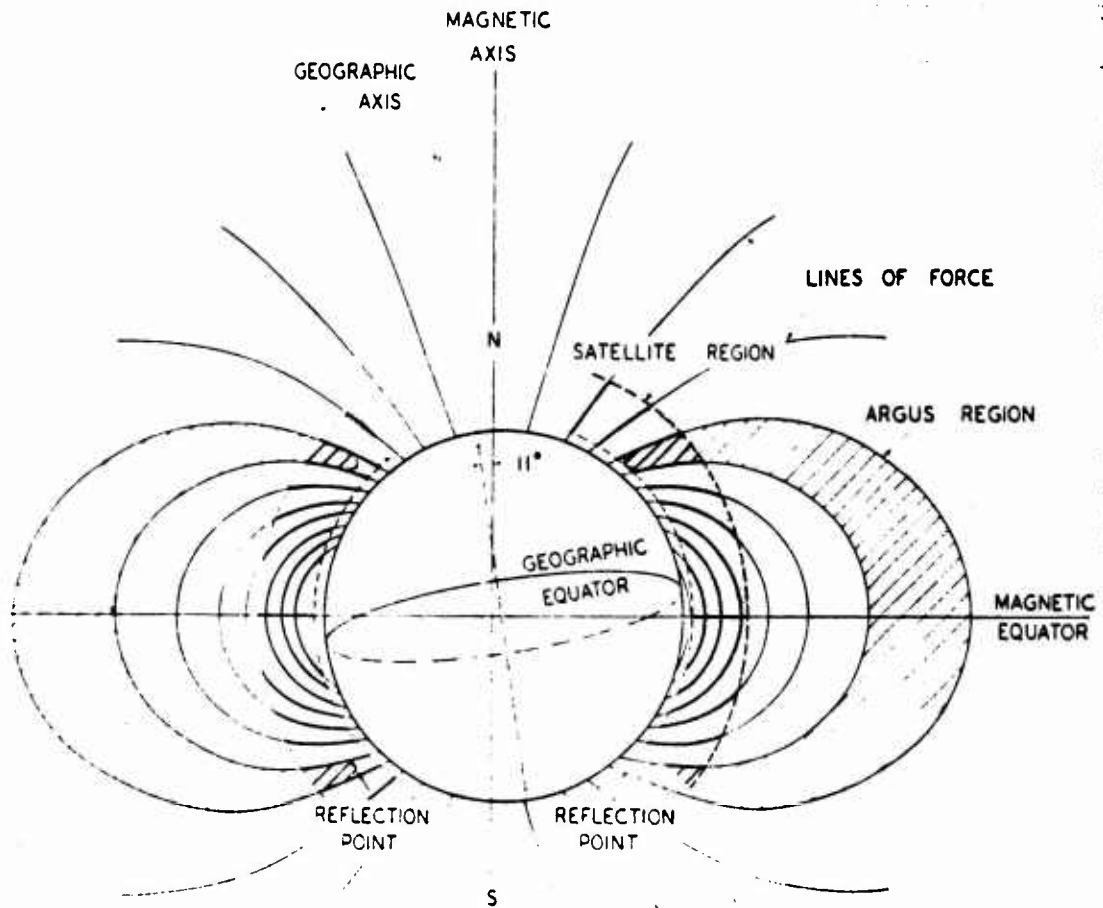 MAGNETIC
AXIS
GEOGRAPHIC
AXIS
LINES OF FORCE
N
SATELLITE REGION
ARGUS REGION
11°
GEOGRAPHIC
EQUATOR
MAGNETIC
EQUATOR
REFLECTION
POINT
REFLECTION
POINT
S